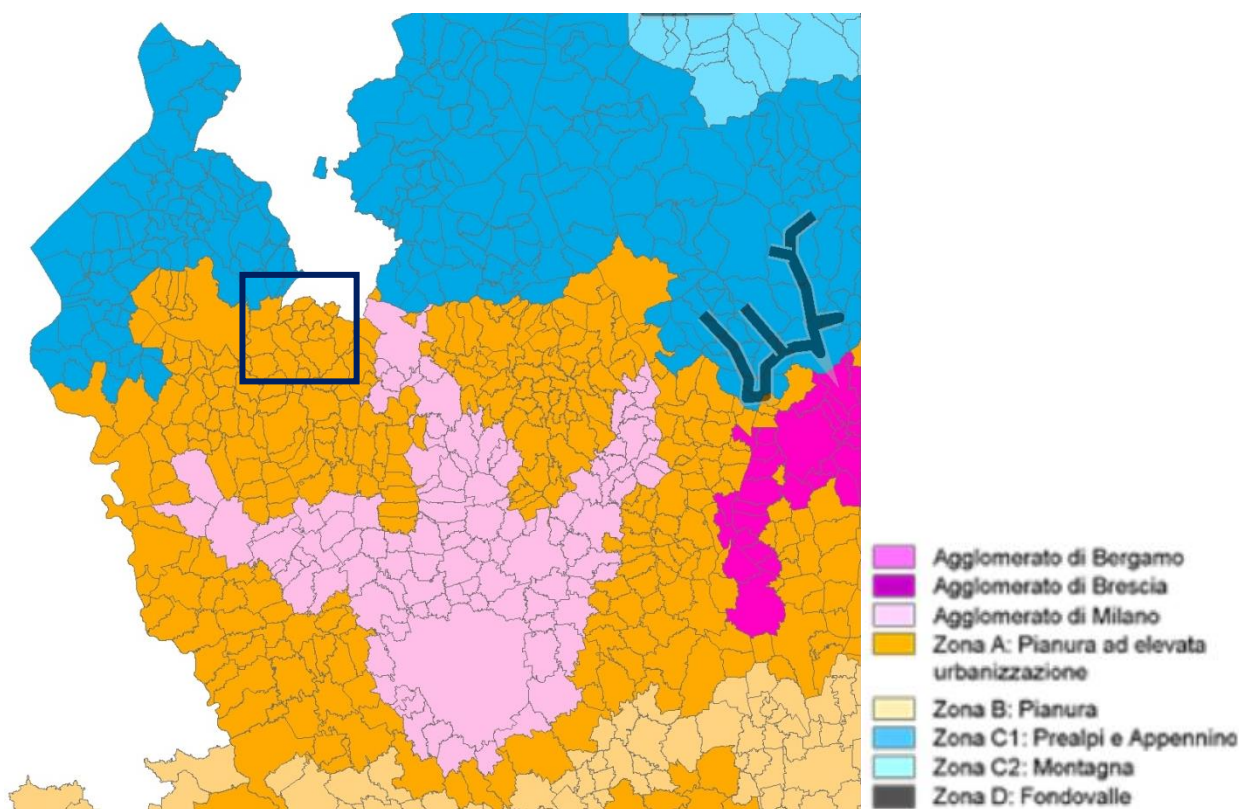 Agglomerato di Bergamo
Agglomerato di Brescia
Agglomerato di Milano
Zona A: Pianura ad elevata
urbanizzazione
Zona B: Pianura
Zona C1: Prealpi e Appennino
Zona C2: Montagna
Zona D: Fondovalle